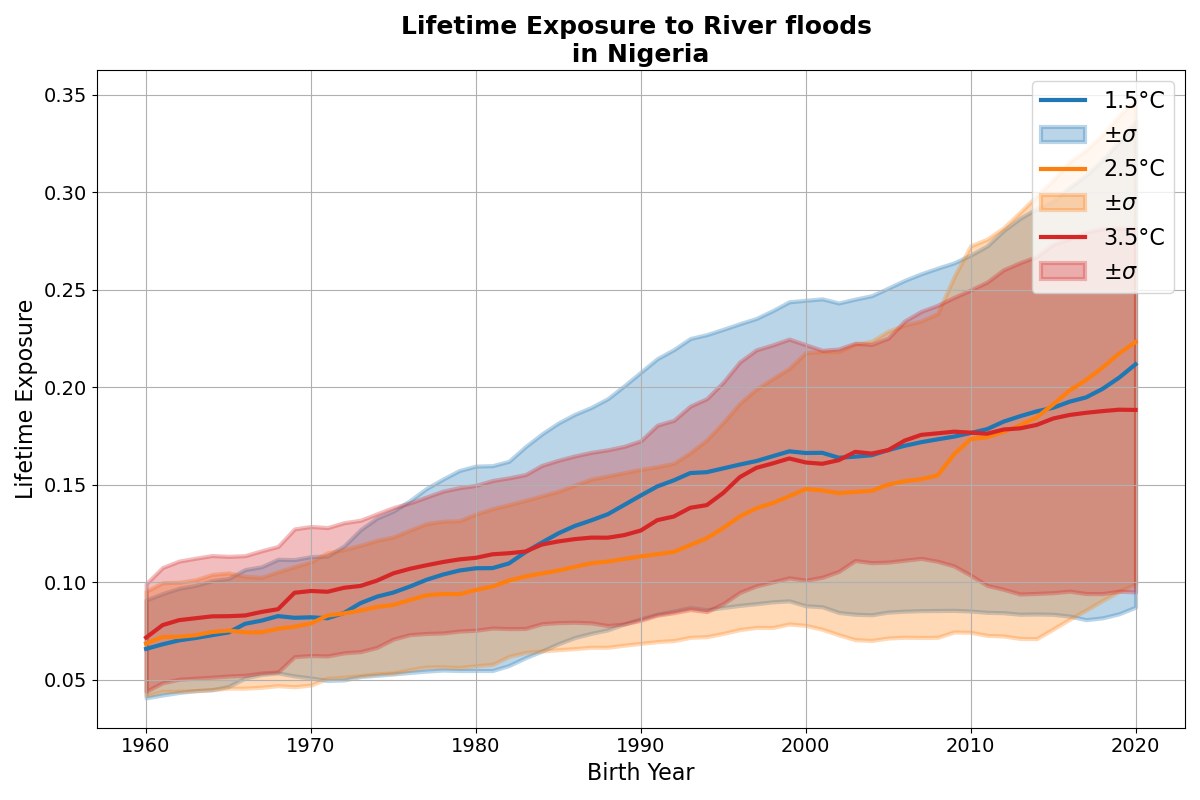 Lifetime Exposure to River floods
in Nigeria
Lifetime Exposure
0.35
0.30
0.25
0.20
0.15
0.10
0.05
1960 1970 1980 1990 2000 2010 2020
Birth Year
1.5°C
±σ
2.5°C
±σ
3.5°C
±σ